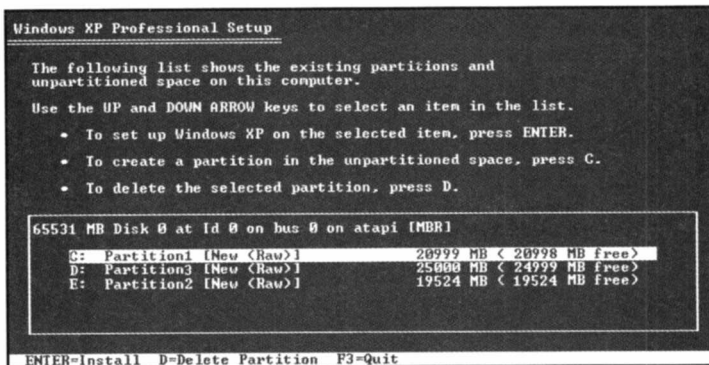 Windows XP Professional Setup
The following list shows the existing partitions and
unpartitioned space on this computer.
Use the UP and DOWN ARROW keys to select an item in the list.
• To set up Windows XP on the selected item, press ENTER.
• To create a partition in the unpartitioned space, press C.
• To delete the selected partition, press D.
65531 MB Disk 0 at Id 0 on bus 0 on atapi [MBR]
C: Partition1 [New (Raw)] 20999 MB ( 20998 MB free)
D: Partition3 [New (Raw)] 25000 MB ( 24999 MB free)
E: Partition2 [New (Raw)] 19524 MB ( 19524 MB free)
ENTER=Install D=Delete Partition F3=Quit